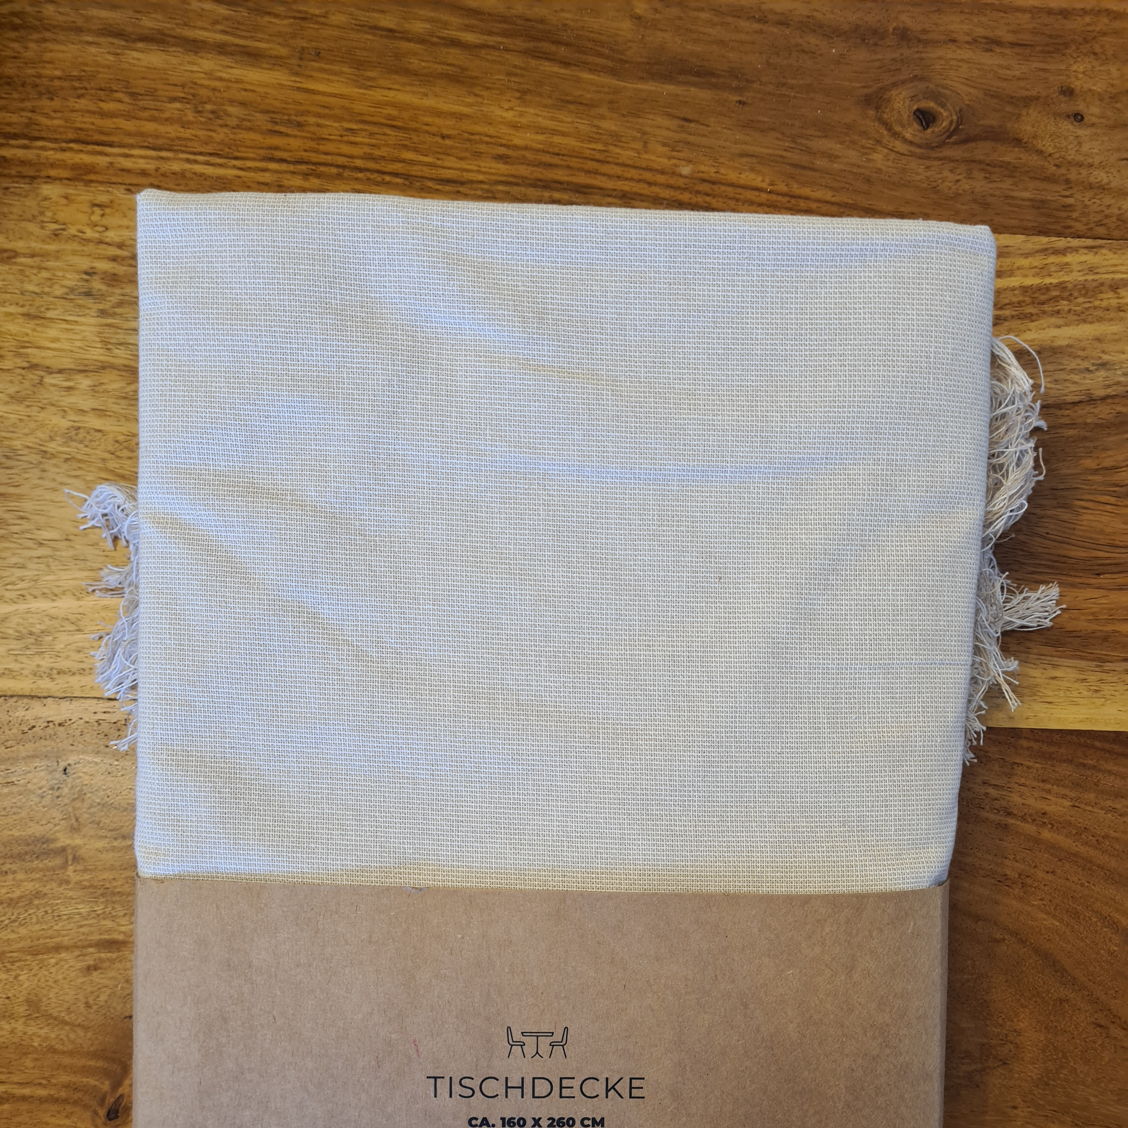 TISCHDECKE
CA. 160 X 260 CM